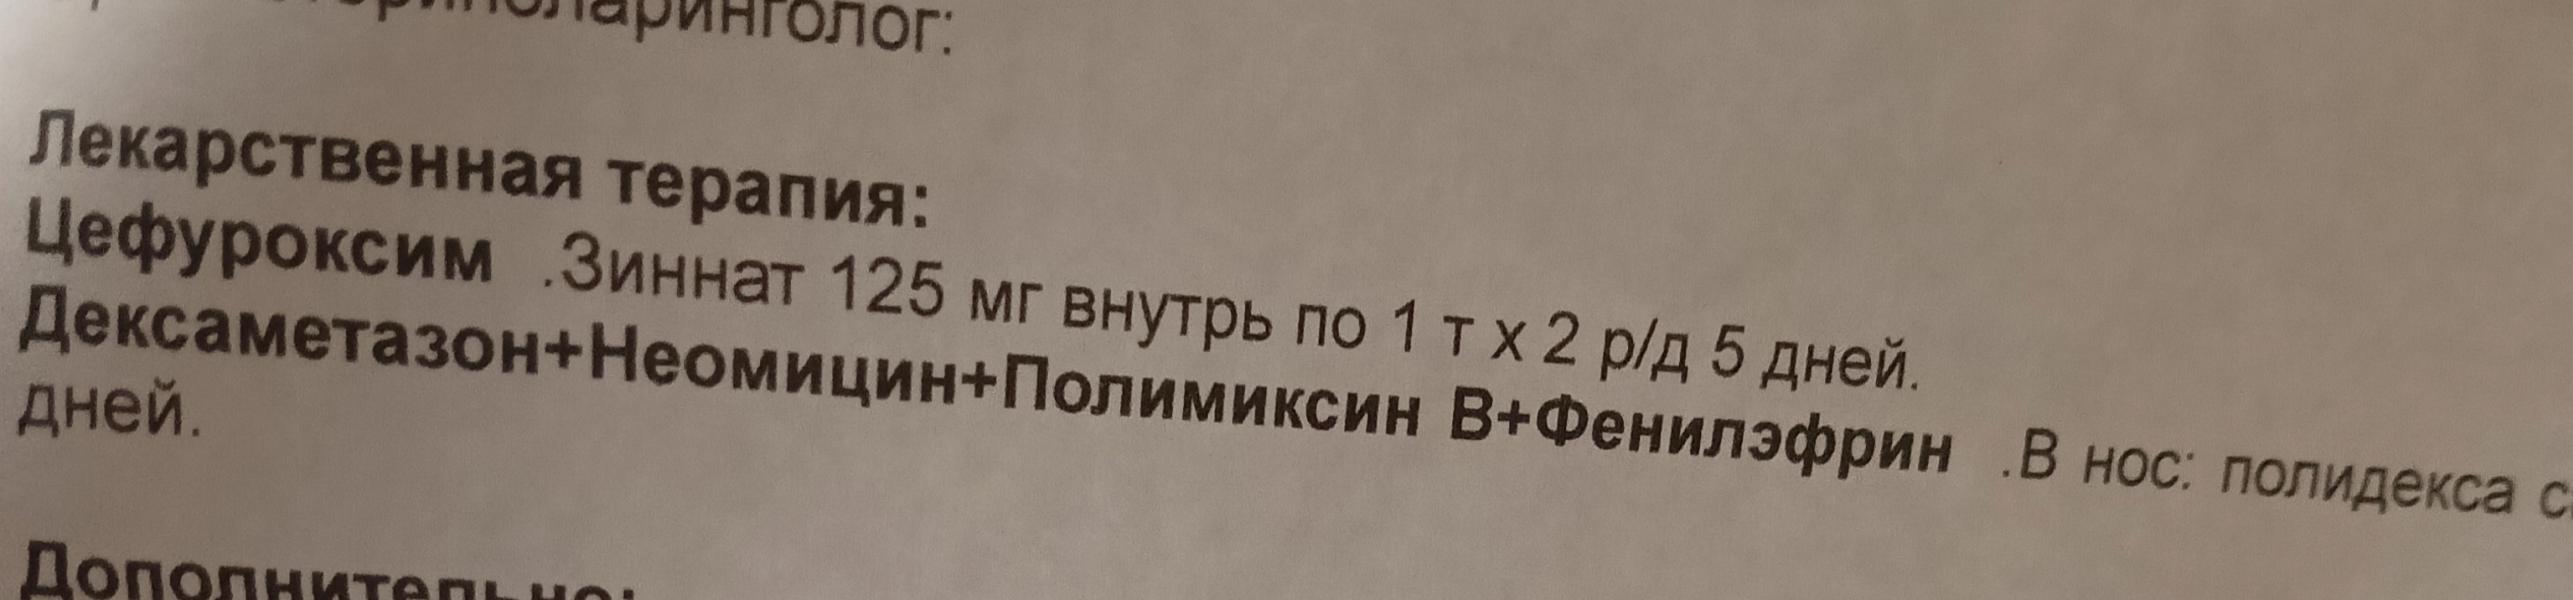 Лекарственная терапия:
Цефуроксим .Зиннат 125 мг внутрь по 1 т х 2 р/д 5 дней.
Дексаметазон+Неомицин+Полимиксин В+Фенилэфрин .В нос: полидекса
дней.
Дополнительно: